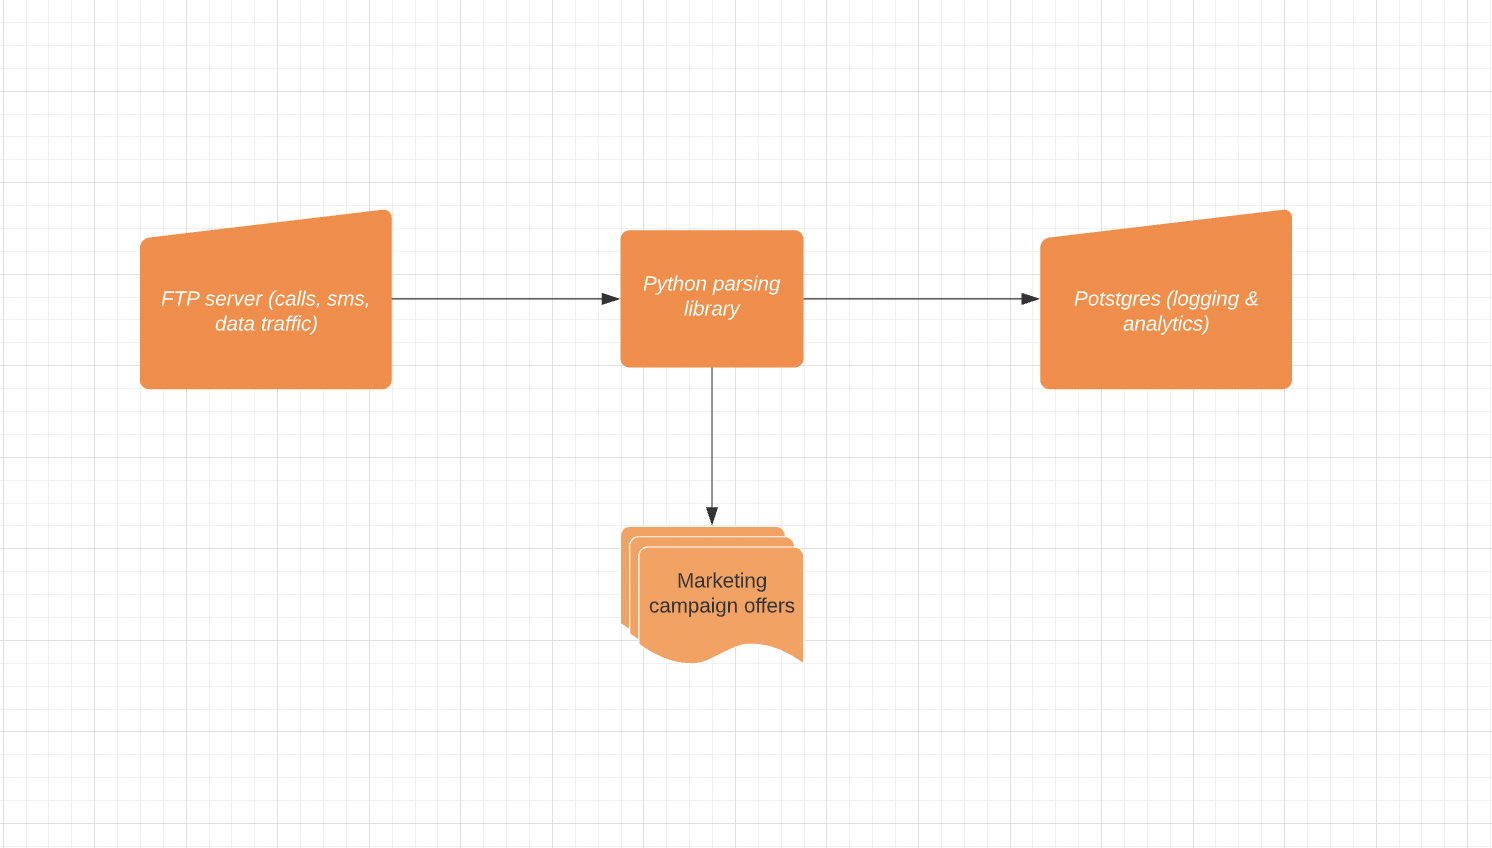 FTP server (calls, sms,
data traffic)
Python parsing
library
Potstgres (logging &
analytics)
Marketing
campaign offers